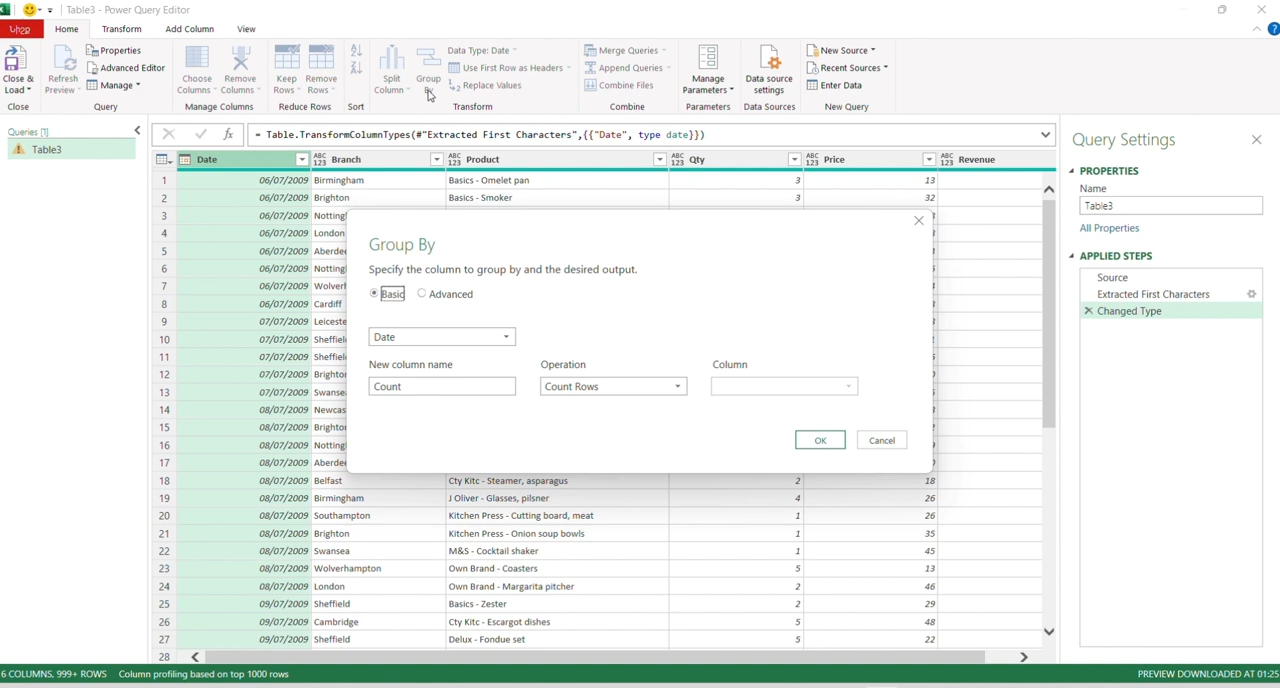 Table3 - Power Query Editor
Նիշք
Home
Transform
Add Column
View
Close &
Load
Close
Refresh
Preview
Properties
Advanced Editor
Manage
Query
Choose
Columns
Remove
Columns
Manage Columns
Keep
Rows
Remove
Rows
Reduce Rows
Sort
Split
Column
Group
By
Data Type: Date
Use First Row as Headers
Replace Values
Transform
Merge Queries
Append Queries
Combine Files
Combine
Manage
Parameters
Parameters
Data source
settings
Data Sources
New Source
Recent Sources
Enter Data
New Query
Queries [1]
Table3
fx = Table.TransformColumnTypes(#"Extracted First Characters",{{"Date", type date}})
Date ABC 123 Branch ABC 123 Product ABC 123 Qty ABC 123 Price ABC 123 Revenue
1 06/07/2009 Birmingham Basics - Omelet pan 3 13
2 06/07/2009 Brighton Basics - Smoker 3 32
3 06/07/2009
4 06/07/2009 London
5 06/07/2009
6 06/07/2009
7 06/07/2009
8 06/07/2009 Cardiff
9 07/07/2009
10 07/07/2009
11 07/07/2009
12 07/07/2009
13 07/07/2009
14 08/07/2009
15 08/07/2009
16 08/07/2009
17 08/07/2009
18 08/07/2009 Belfast Cty Kitc - Steamer, asparagus 2 18
19 08/07/2009 Birmingham J Oliver - Glasses, pilsner 4 26
20 08/07/2009 Southampton Kitchen Press - Cutting board, meat 1 26
21 08/07/2009 Brighton Kitchen Press - Onion soup bowls 1 35
22 08/07/2009 Swansea M&S - Cocktail shaker 1 45
23 08/07/2009 Wolverhampton Own Brand - Coasters 5 13
24 08/07/2009 London Own Brand - Margarita pitcher 2 46
25 09/07/2009 Sheffield Basics - Zester 2 29
26 09/07/2009 Cambridge Cty Kitc - Escargot dishes 5 48
27 09/07/2009 Sheffield Delux - Fondue set 5 22
28
Group By
Specify the column to group by and the desired output.
Basic Advanced
Date
New column name Operation Column
Count Count Rows
OK Cancel
Query Settings
PROPERTIES
Name
Table3
All Properties
APPLIED STEPS
Source
Extracted First Characters
Changed Type
6 COLUMNS, 999+ ROWS Column profiling based on top 1000 rows
PREVIEW DOWNLOADED AT 01:25